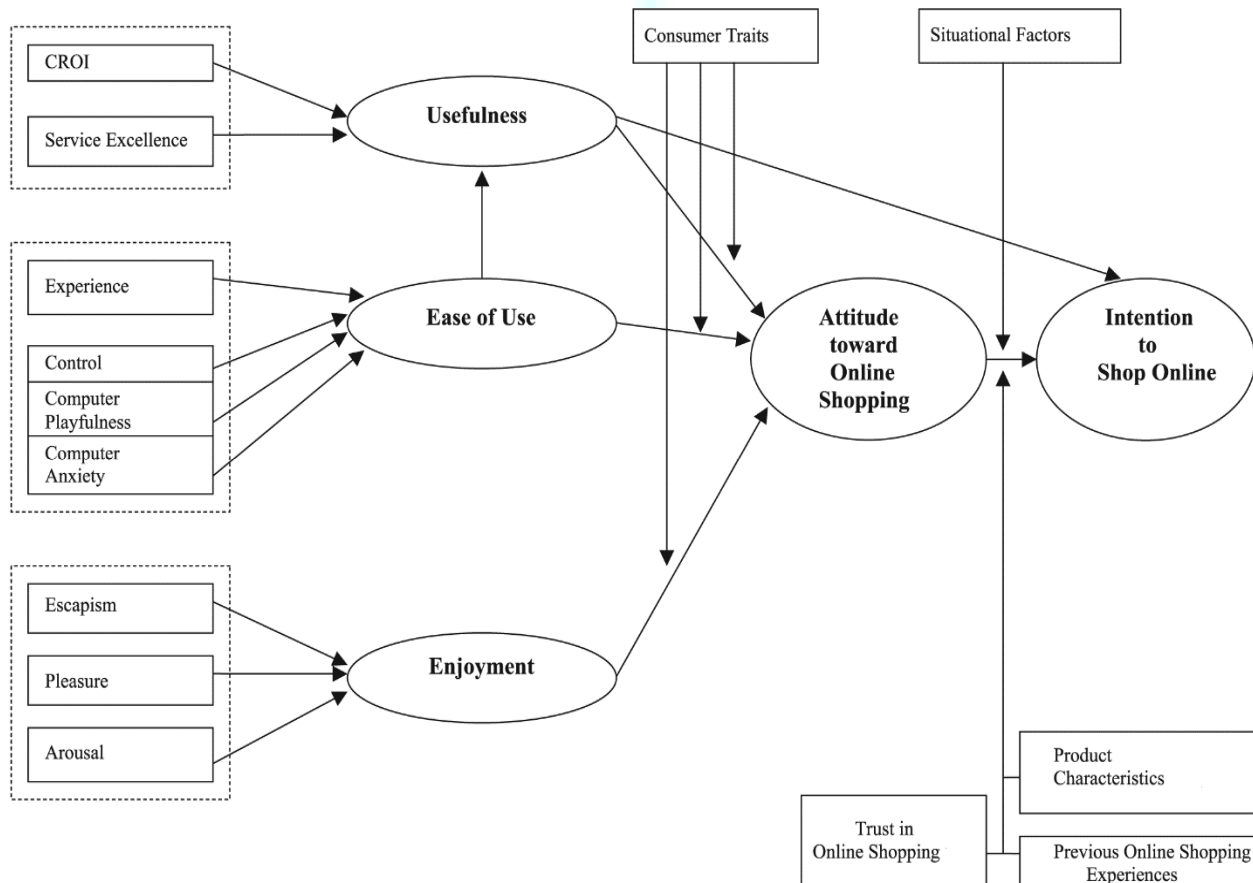 Consumer Traits
Situational Factors
CROI
Service Excellence
Usefulness
Experience
Control
Computer
Playfulness
Computer
Anxiety
Ease of Use
Attitude
toward
Online
Shopping
Intention
to
Shop Online
Escapism
Pleasure
Arousal
Enjoyment
Product
Characteristics
Trust in
Online Shopping
Previous Online Shopping
Experiences